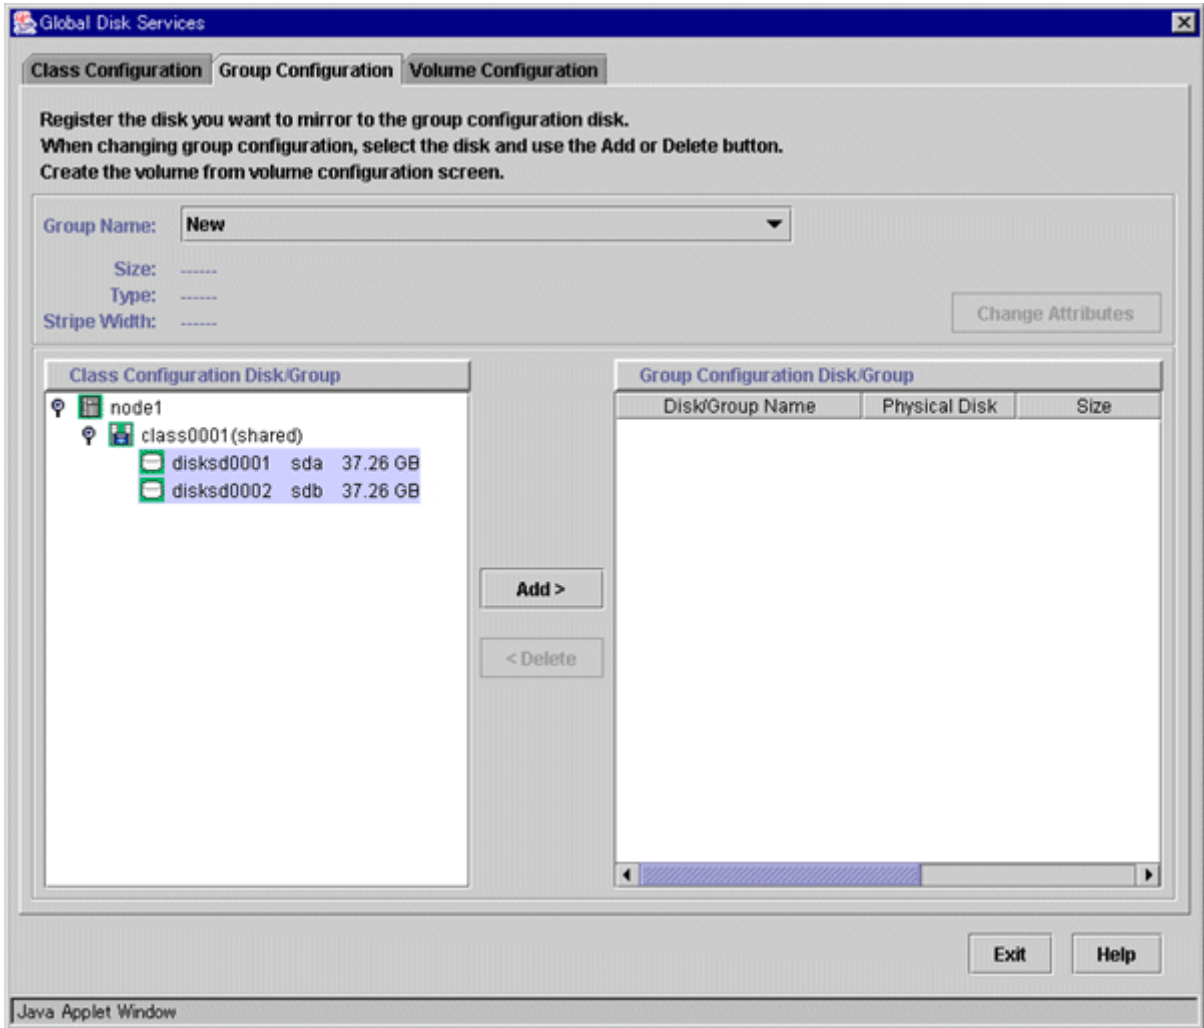 Global Disk Services
Class Configuration Group Configuration Volume Configuration
Register the disk you want to mirror to the group configuration disk.
When changing group configuration, select the disk and use the Add or Delete button.
Create the volume from volume configuration screen.
Group Name: New
Size: ------
Type: ------
Stripe Width: ------
Change Attributes
Class Configuration Disk/Group
node1
class0001(shared)
disksd0001 sda 37.26 GB
disksd0002 sdb 37.26 GB
Add >
< Delete
Group Configuration Disk/Group
Disk/Group Name Physical Disk Size
Exit Help
Java Applet Window